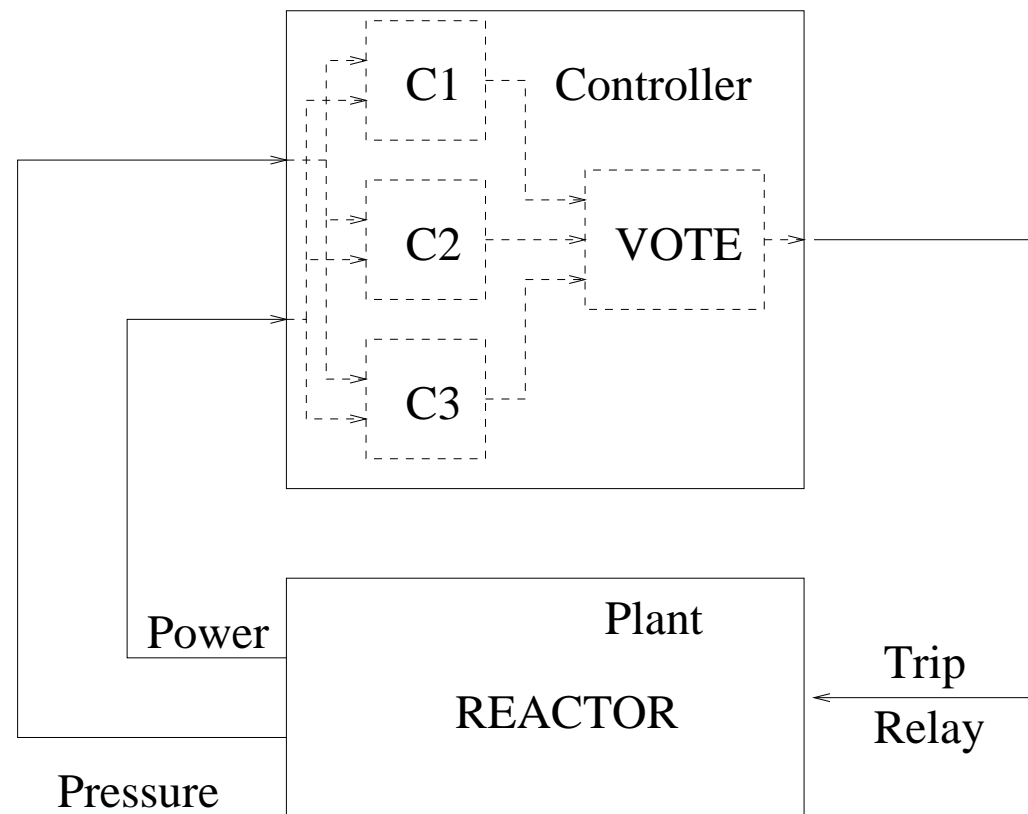 C1
Controller
C2
VOTE
C3
Power
Plant
Trip
REACTOR
Relay
Pressure